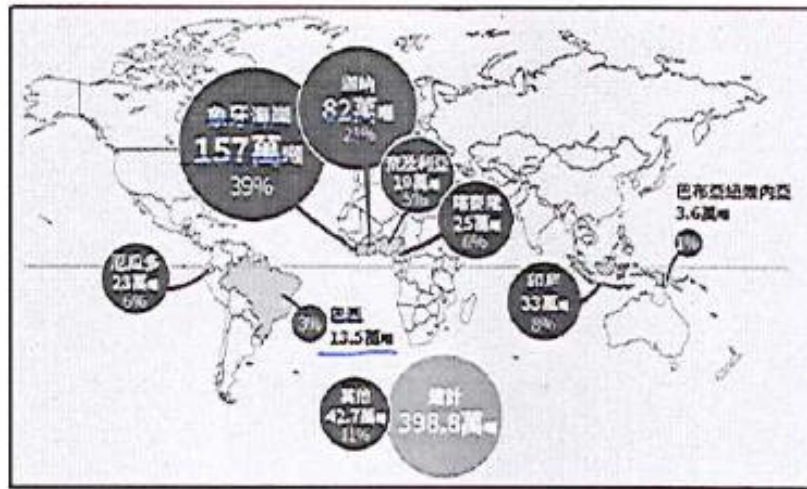 象牙海岸
157萬噸
39%
迦納
82萬噸
21%
奈及利亞
19萬噸
5%
喀麥隆
25萬噸
6%
巴布亞紐幾內亞
3.6萬噸
1%
厄瓜多
23萬噸
6%
3%
巴西
13.5萬噸
印尼
33萬噸
8%
其他
42.7萬噸
11%
總計
398.8萬噸